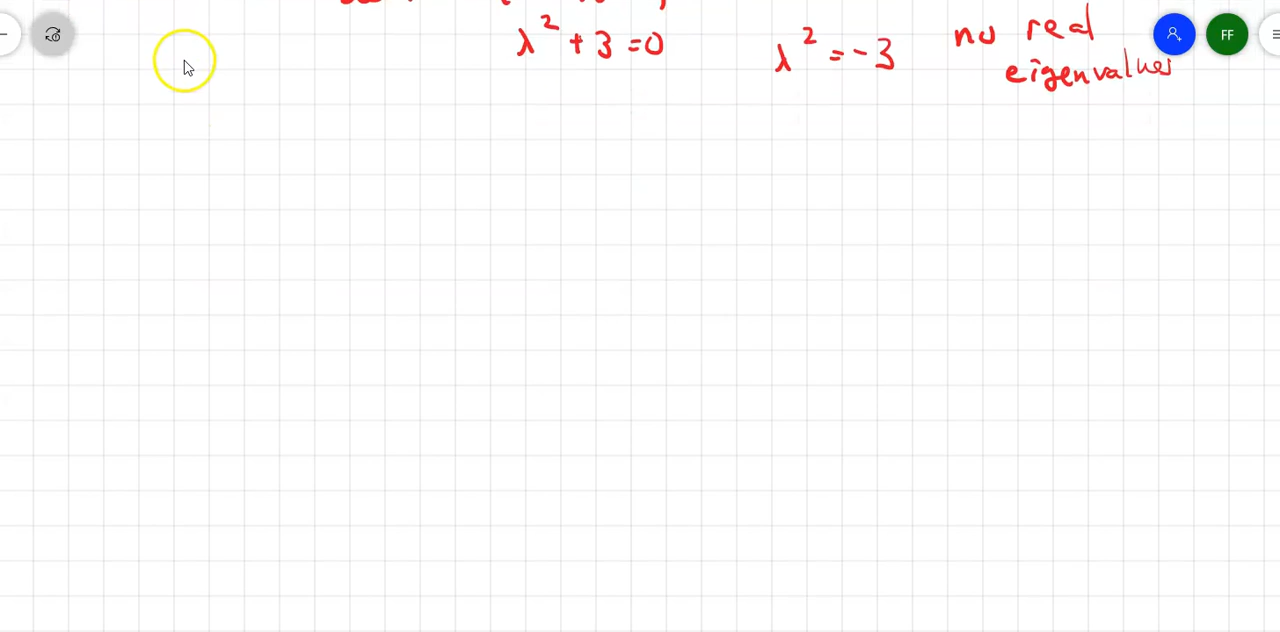 λ² + 3 = 0
λ² = -3
no real
eigenvalues
FF